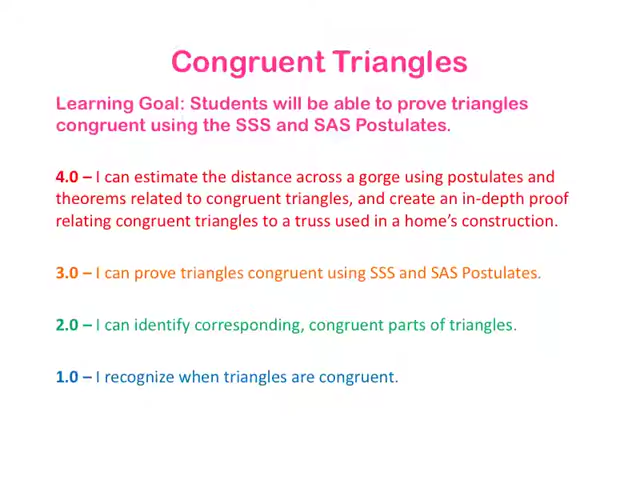 Congruent Triangles
Learning Goal: Students will be able to prove triangles
congruent using the SSS and SAS Postulates.
4.0 – I can estimate the distance across a gorge using postulates and
theorems related to congruent triangles, and create an in-depth proof
relating congruent triangles to a truss used in a home’s construction.
3.0 – I can prove triangles congruent using SSS and SAS Postulates.
2.0 – I can identify corresponding, congruent parts of triangles.
1.0 – I recognize when triangles are congruent.